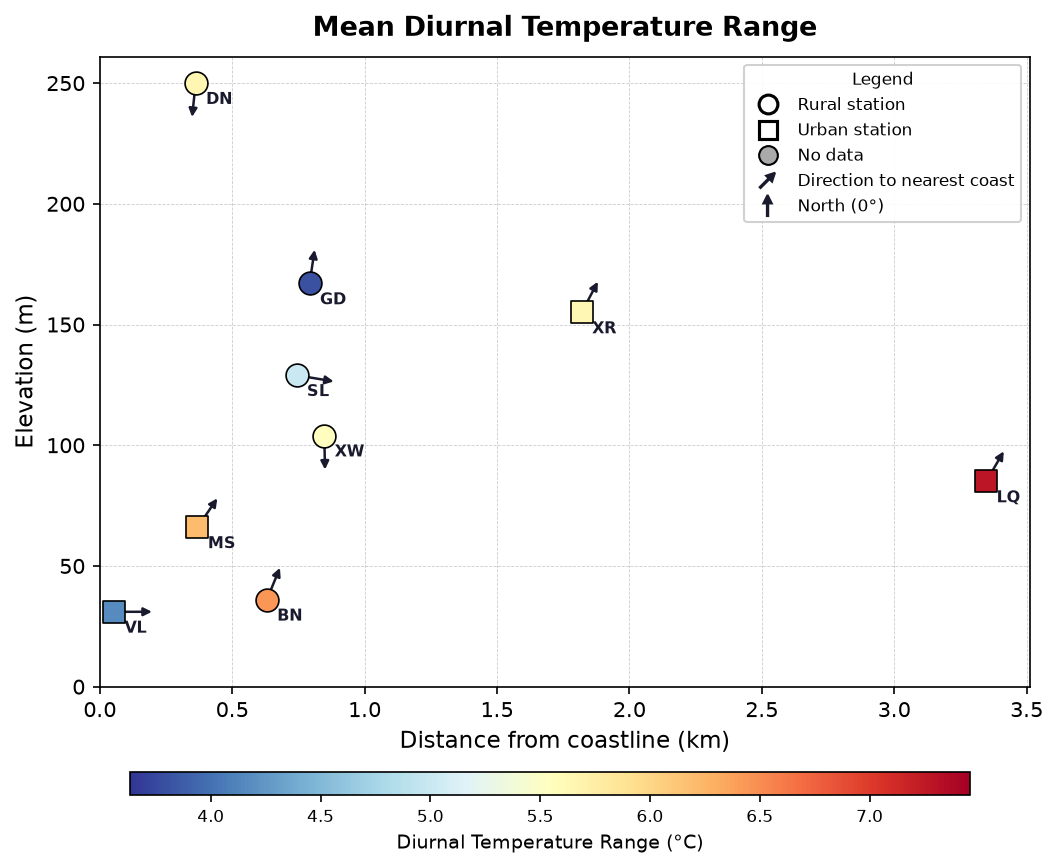 Mean Diurnal Temperature Range
Elevation (m)
250
200
150
100
50
0
DN
GD
SL
XW
XR
LQ
MS
BN
VL
Legend
Rural station
Urban station
No data
Direction to nearest coast
North (0°)
0.0 0.5 1.0 1.5 2.0 2.5 3.0 3.5
Distance from coastline (km)
4.0 4.5 5.0 5.5 6.0 6.5 7.0
Diurnal Temperature Range (°C)